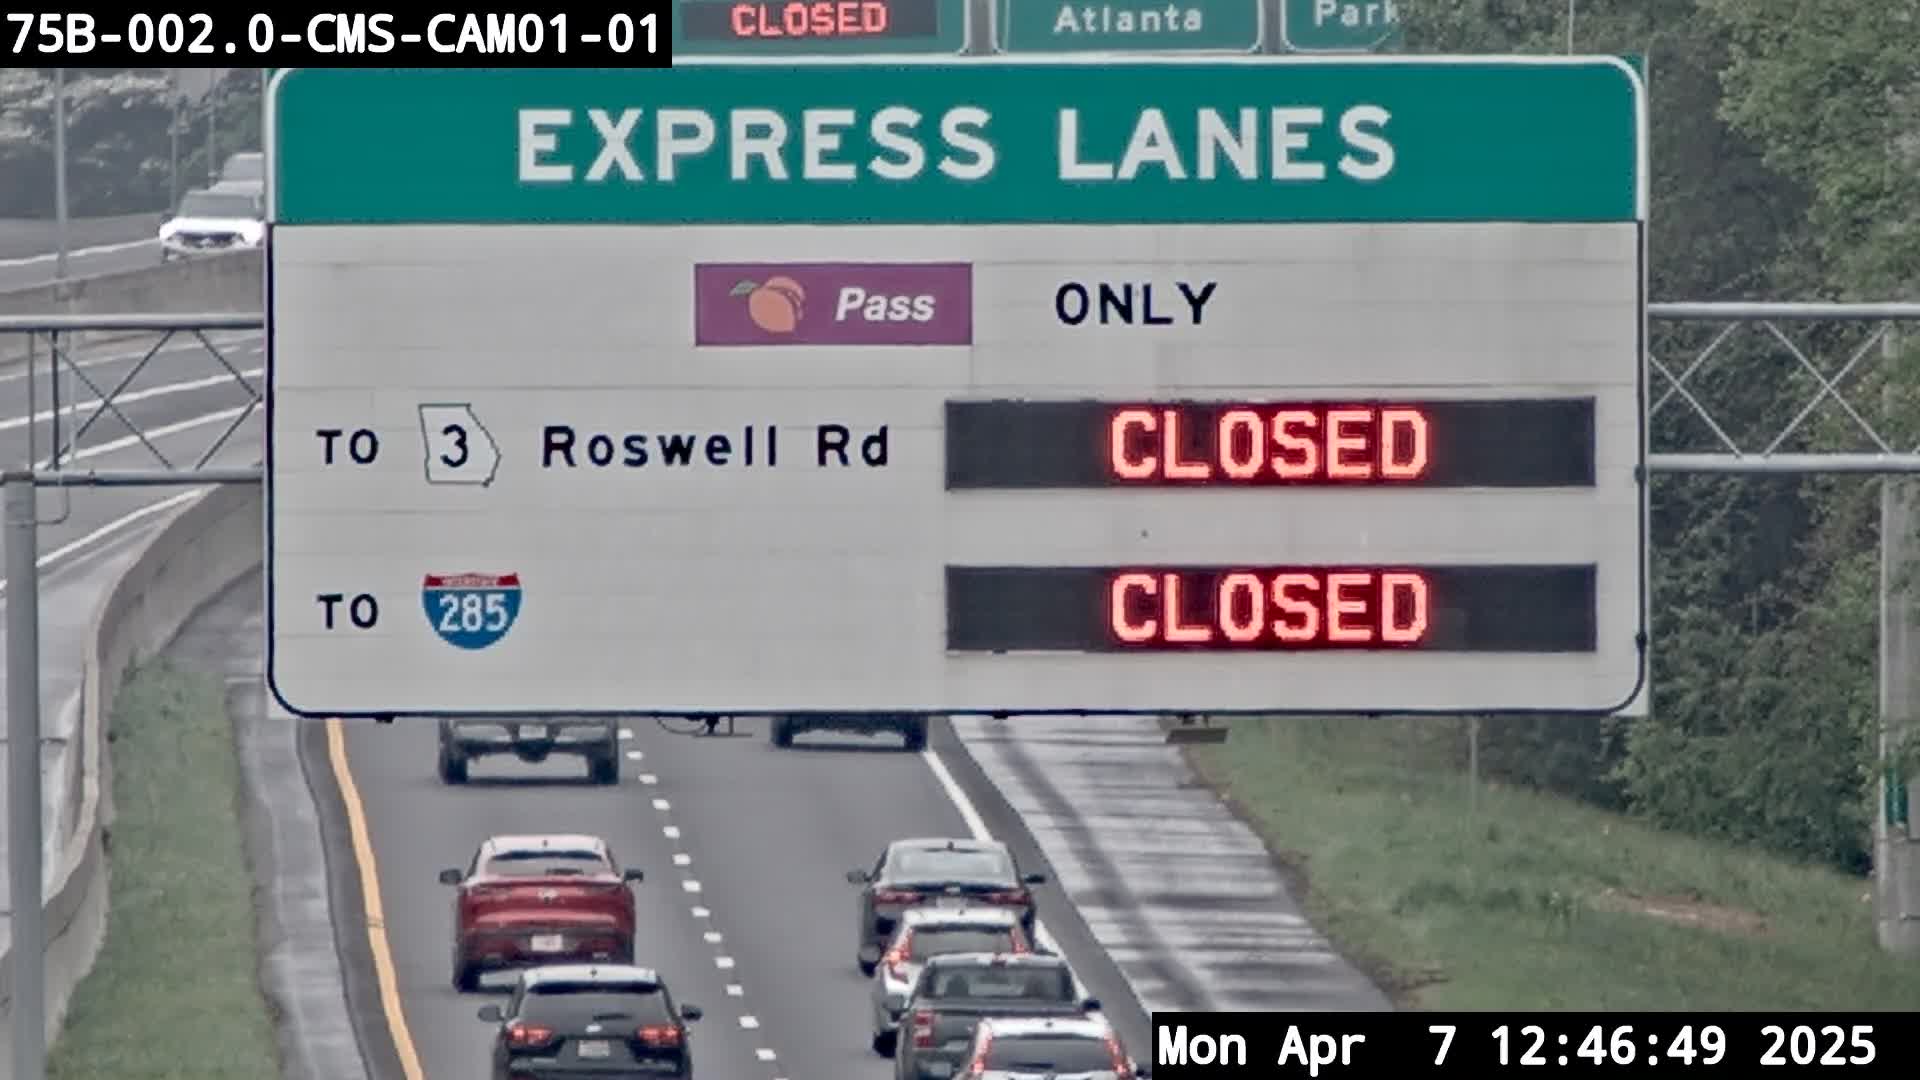 75B-002.0-CMS-CAM01-01
CLOSED
Atlanta
Park
EXPRESS LANES
Pass ONLY
TO 3 Roswell Rd CLOSED
INTERSTATE
TO 285 CLOSED
Mon Apr 7 12:46:49 2025